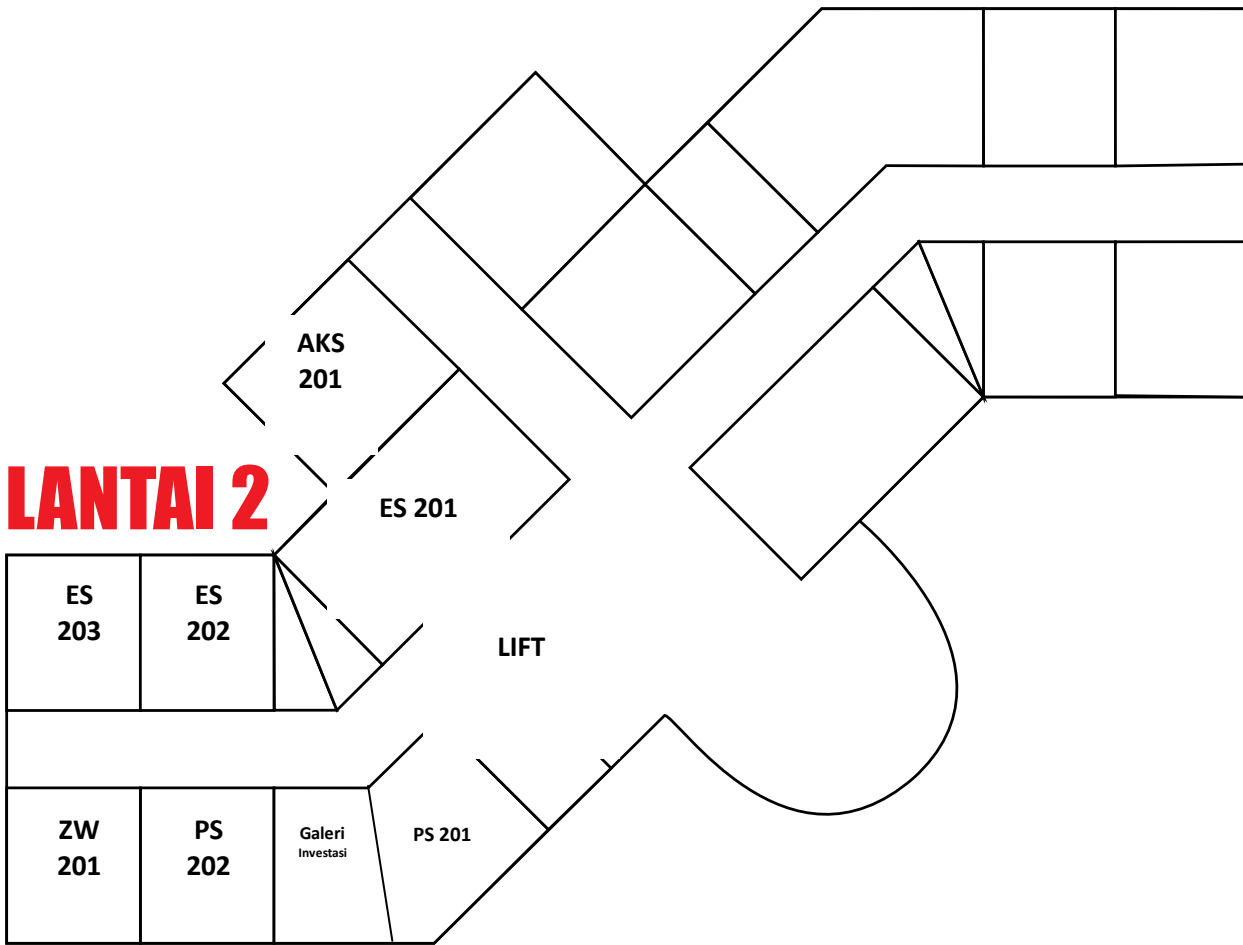 AKS
201
LANTAI 2
ES 201
ES
203
ES
202
LIFT
ZW
201
PS
202
Galeri
Investasi
PS 201